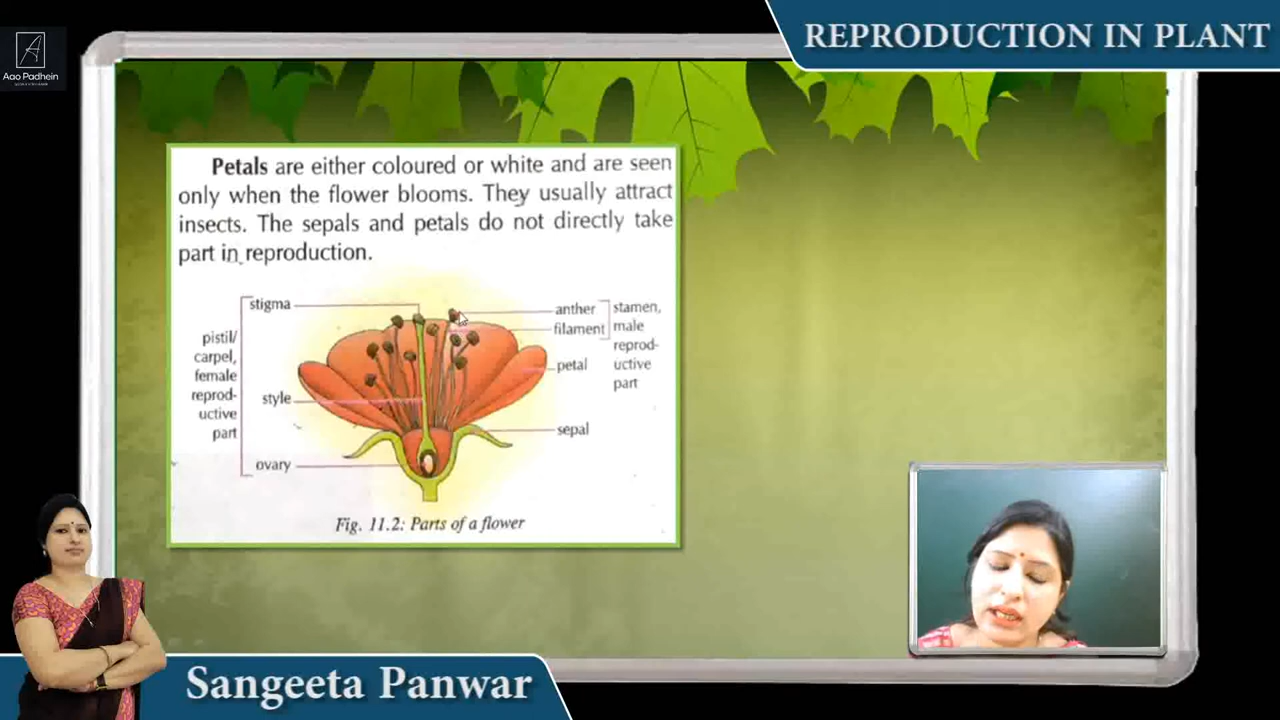 A
Aao Padhein
REPRODUCTION IN PLANT
Petals are either coloured or white and are seen
only when the flower blooms. They usually attract
insects. The sepals and petals do not directly take
part in reproduction.
stigma
anther
stamen,
filament
male
reprod-
uctive
part
pistil/
carpel,
female
reprod-
uctive
part
petal
style
sepal
ovary
Fig. 11.2: Parts of a flower
Sangeeta Panwar